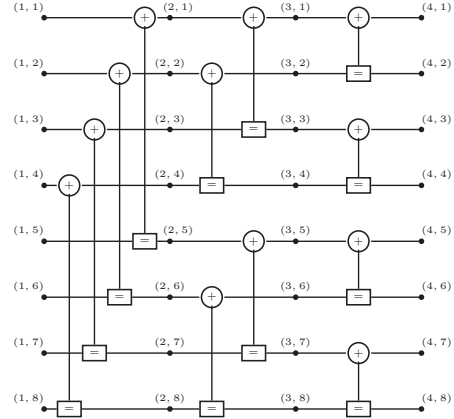 (1, 1) + (2, 1) + (3, 1) + (4, 1)
(1, 2) + (2, 2) + (3, 2) = (4, 2)
(1, 3) + (2, 3) = (3, 3) + (4, 3)
(1, 4) + (2, 4) = (3, 4) = (4, 4)
(1, 5) = (2, 5) + (3, 5) + (4, 5)
(1, 6) = (2, 6) + (3, 6) = (4, 6)
(1, 7) = (2, 7) = (3, 7) + (4, 7)
(1, 8) = (2, 8) = (3, 8) = (4, 8)